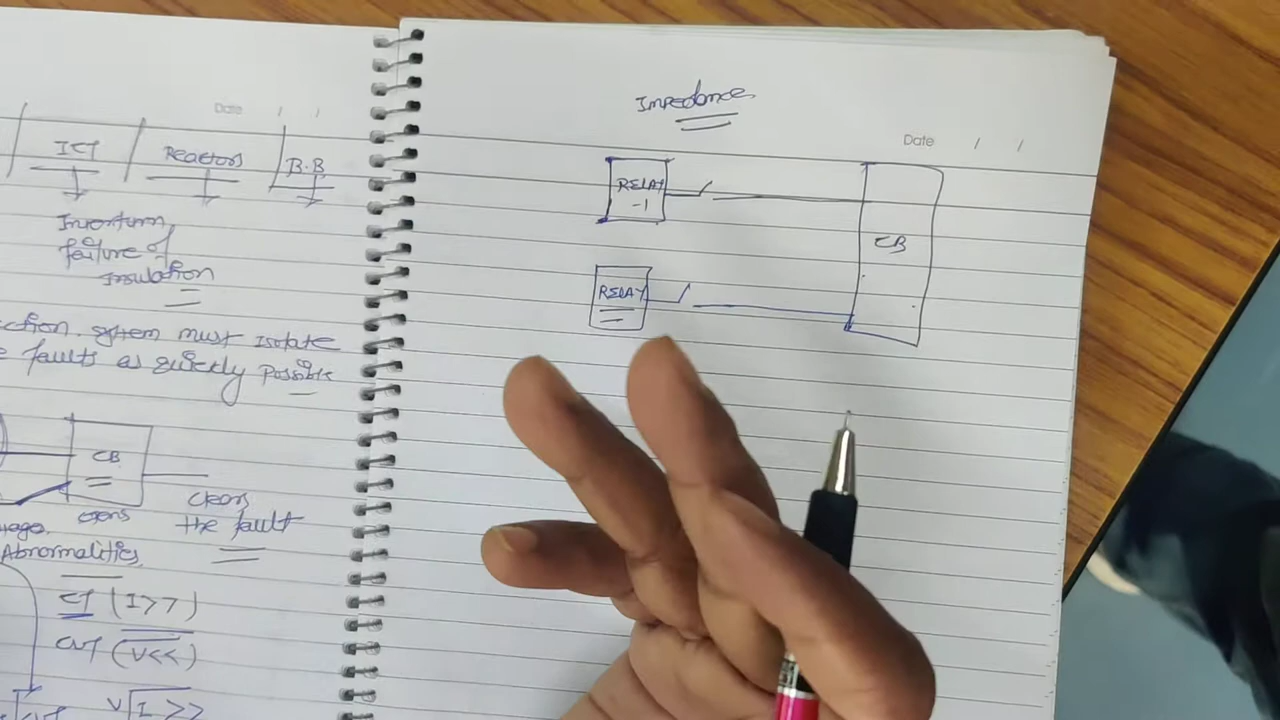 Date / /
ICT Reactors B.B
failure of
Insulation
ction system must Isolate
e faults as quickly possible
CB
opens
Clears
the fault
Abnormalities
CT (I>>)
CVT (V<<)
V I >>
Impedance
Date / /
RELAY
-1
CB
RELAY